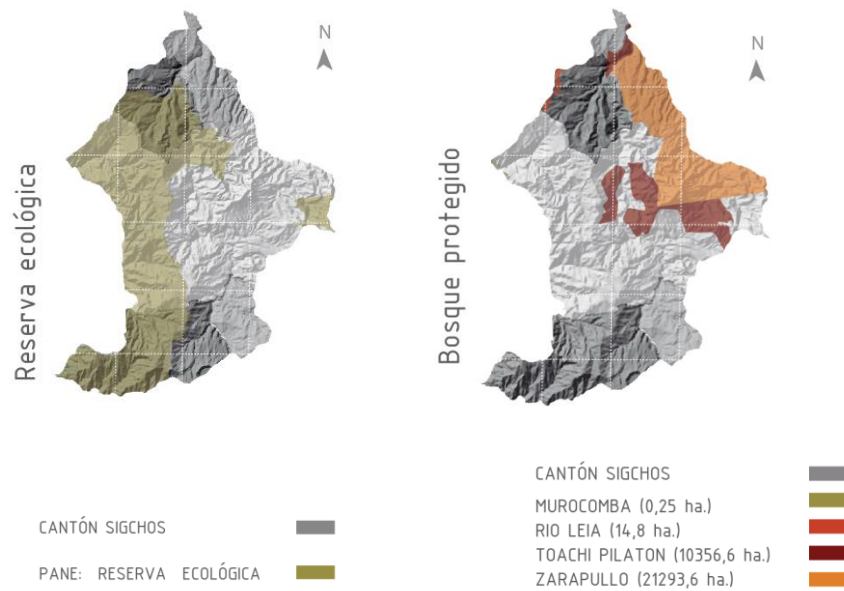 N
Reserva ecológica
CANTÓN SIGCHOS
PANE: RESERVA ECOLÓGICA
N
Bosque protegido
CANTÓN SIGCHOS
MUROCOMBA (0,25 ha.)
RIO LEIA (14,8 ha.)
TOACHI PILATON (10356,6 ha.)
ZARAPULLO (21293,6 ha.)